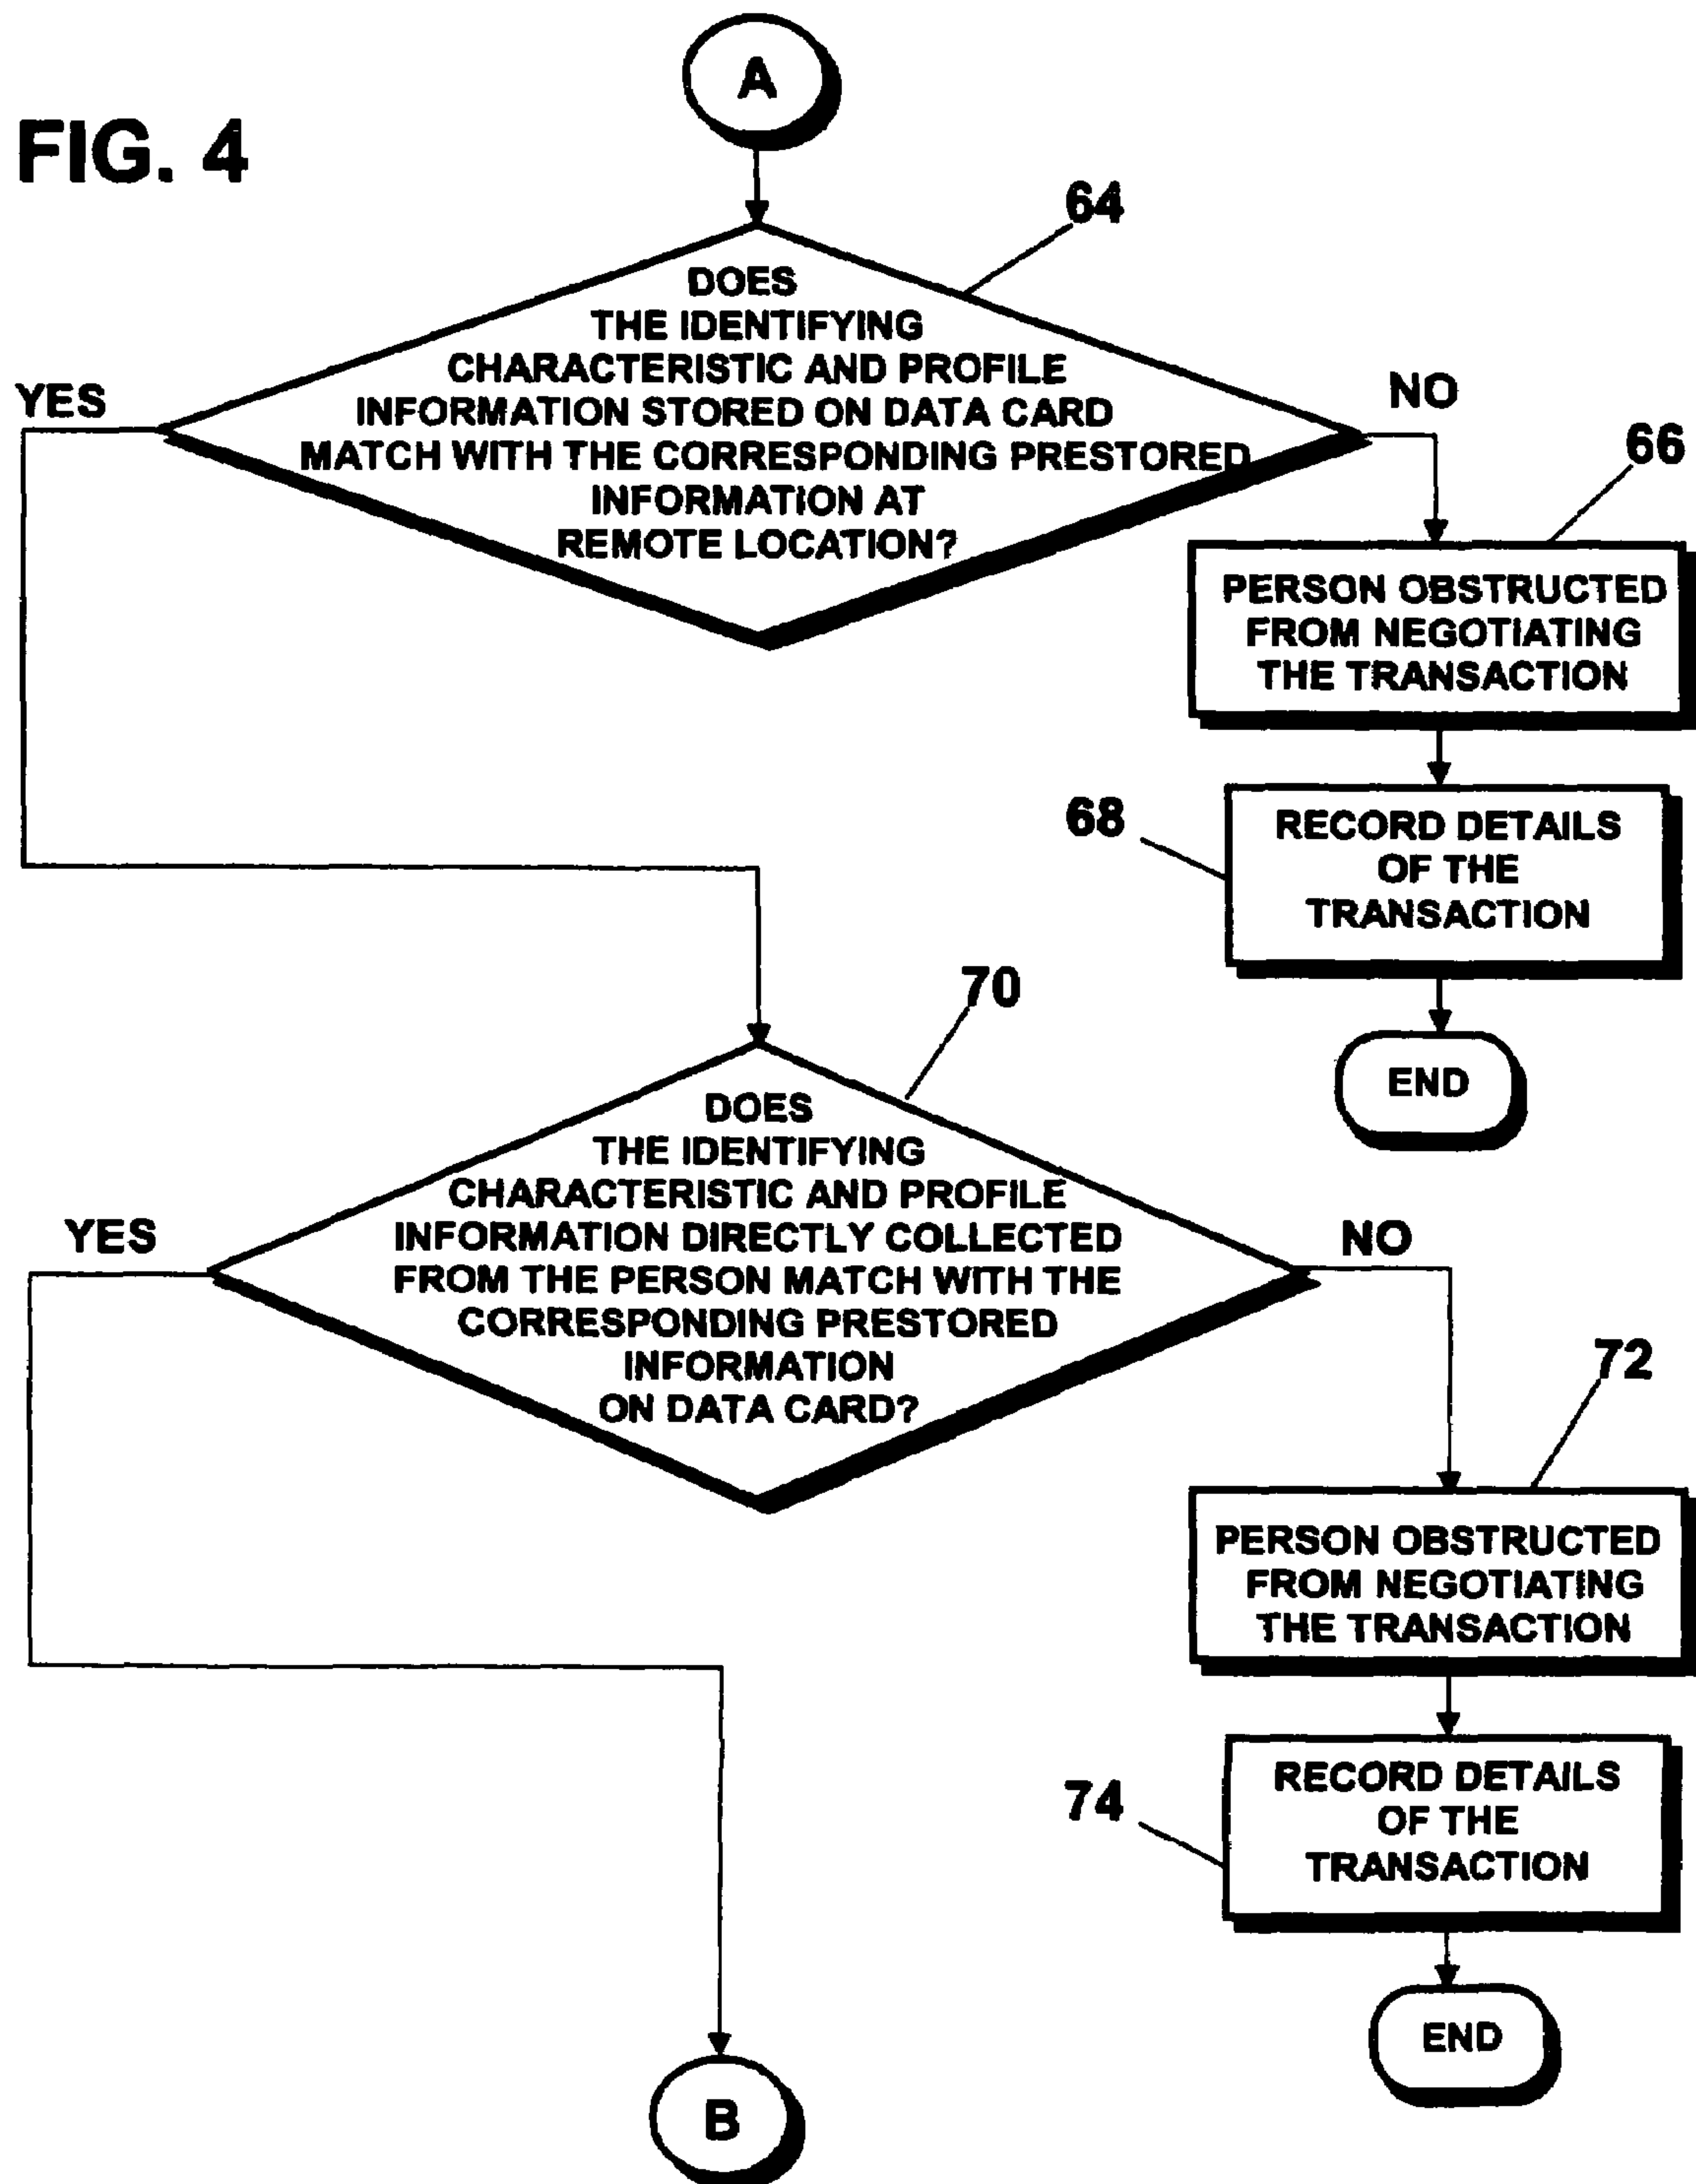 A
FIG. 4
64
DOES
THE IDENTIFYING
CHARACTERISTIC AND PROFILE
INFORMATION STORED ON DATA CARD
MATCH WITH THE CORRESPONDING PRESTORED
INFORMATION AT
REMOTE LOCATION?
YES
NO
66
PERSON OBSTRUCTED
FROM NEGOTIATING
THE TRANSACTION
68
RECORD DETAILS
OF THE
TRANSACTION
END
70
DOES
THE IDENTIFYING
CHARACTERISTIC AND PROFILE
INFORMATION DIRECTLY COLLECTED
FROM THE PERSON MATCH WITH THE
CORRESPONDING PRESTORED
INFORMATION
ON DATA CARD?
YES
NO
72
PERSON OBSTRUCTED
FROM NEGOTIATING
THE TRANSACTION
74
RECORD DETAILS
OF THE
TRANSACTION
END
B